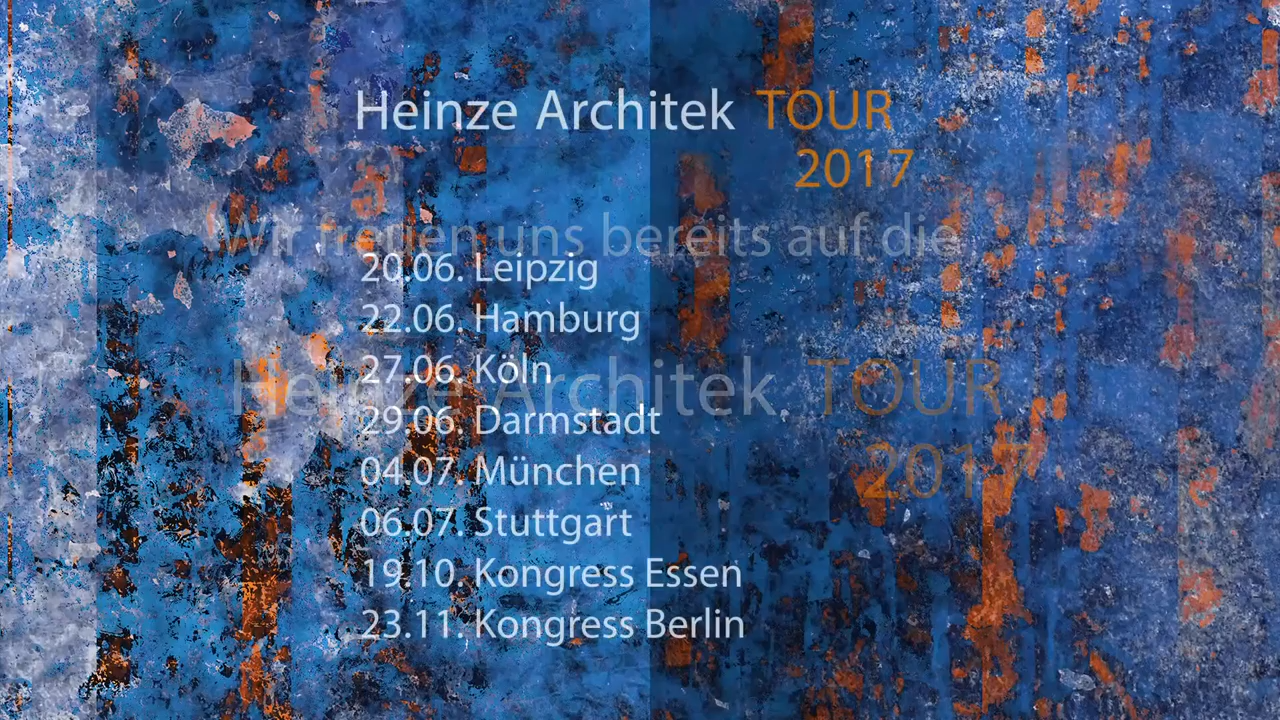 Heinze Architek TOUR
2017
Wir freuen uns bereits auf die
20.06. Leipzig
22.06. Hamburg
27.06. Köln
Heinze Architek TOUR
29.06. Darmstadt
2017
04.07. München
06.07. Stuttgart
19.10. Kongress Essen
23.11. Kongress Berlin